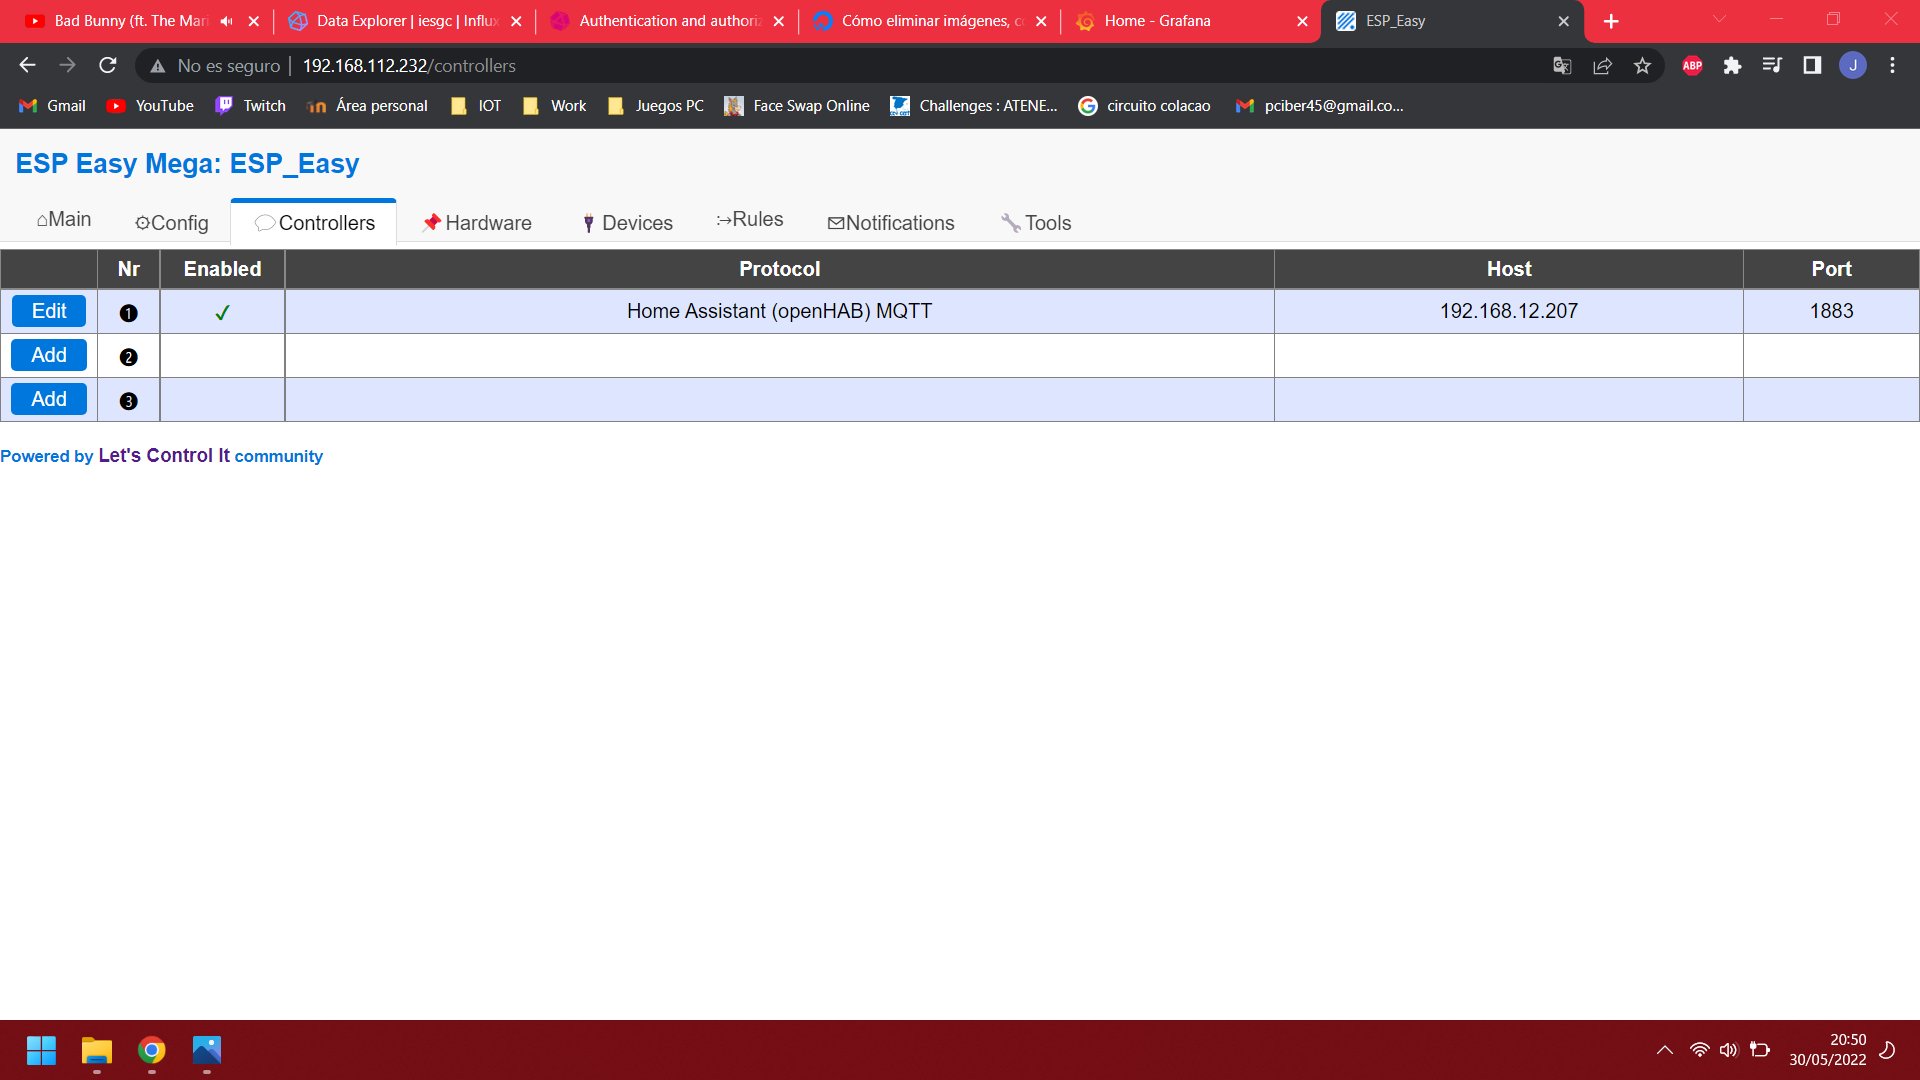 Bad Bunny (ft. The Mar
Data Explorer | iesgc | Influx
Authentication and authoriz
Cómo eliminar imágenes, c
Home - Grafana
ESP_Easy
No es seguro | 192.168.112.232/controllers
ABP
J
Gmail
YouTube
Twitch
Área personal
IOT
Work
Juegos PC
Face Swap Online
Challenges : ATENE...
circuito colacao
pciber45@gmail.co...
ESP Easy Mega: ESP_Easy
Main
Config
Controllers
Hardware
Devices
Rules
Notifications
Tools
Nr Enabled Protocol Host Port
Edit 1 ✓ Home Assistant (openHAB) MQTT 192.168.12.207 1883
Add 2
Add 3
Powered by Let's Control It community
20:50
30/05/2022